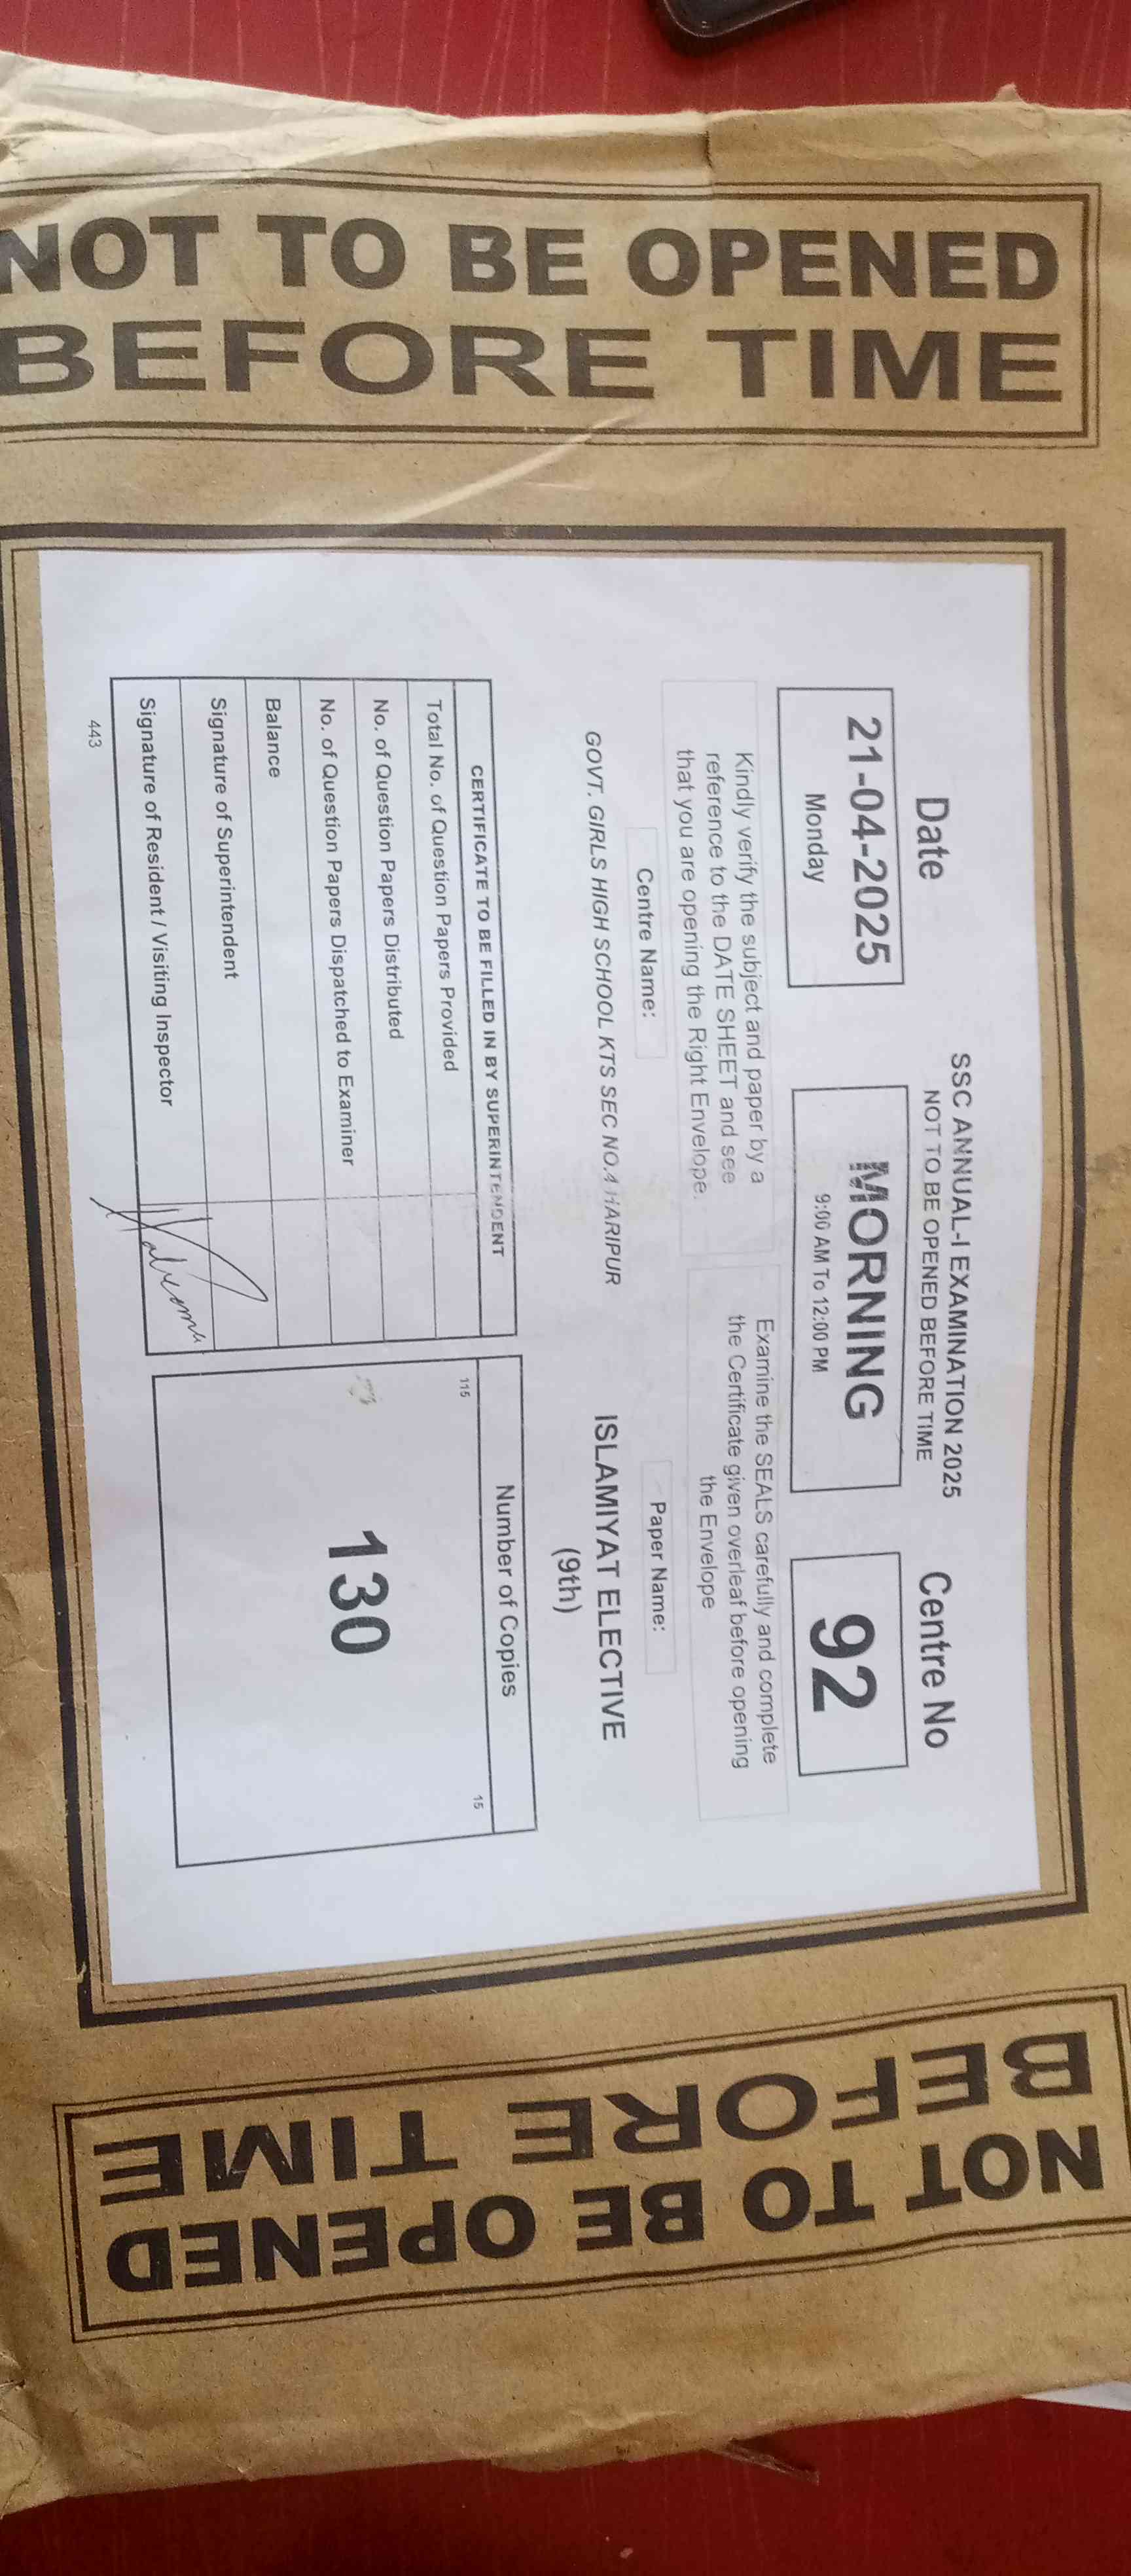 NOT TO BE OPENED
BEFORE TIME
SSC ANNUAL-I EXAMINATION 2025
NOT TO BE OPENED BEFORE TIME
Date
21-04-2025
Monday
MORNING
9:00 AM To 12:00 PM
Centre No
92
Kindly verify the subject and paper by a
reference to the DATE SHEET and see
that you are opening the Right Envelope.
Examine the SEALS carefully and complete
the Certificate given overleaf before opening
the Envelope
Centre Name:
GOVT. GIRLS HIGH SCHOOL KTS SEC NO.4 HARIPUR
Paper Name:
ISLAMIYAT ELECTIVE
(9th)
CERTIFICATE TO BE FILLED IN BY SUPERINTENDENT
Total No. of Question Papers Provided
No. of Question Papers Distributed
No. of Question Papers Dispatched to Examiner
Balance
Signature of Superintendent
Signature of Resident / Visiting Inspector
443
Number of Copies
115
15
130
NOT TO BE OPENED
BEFORE TIME